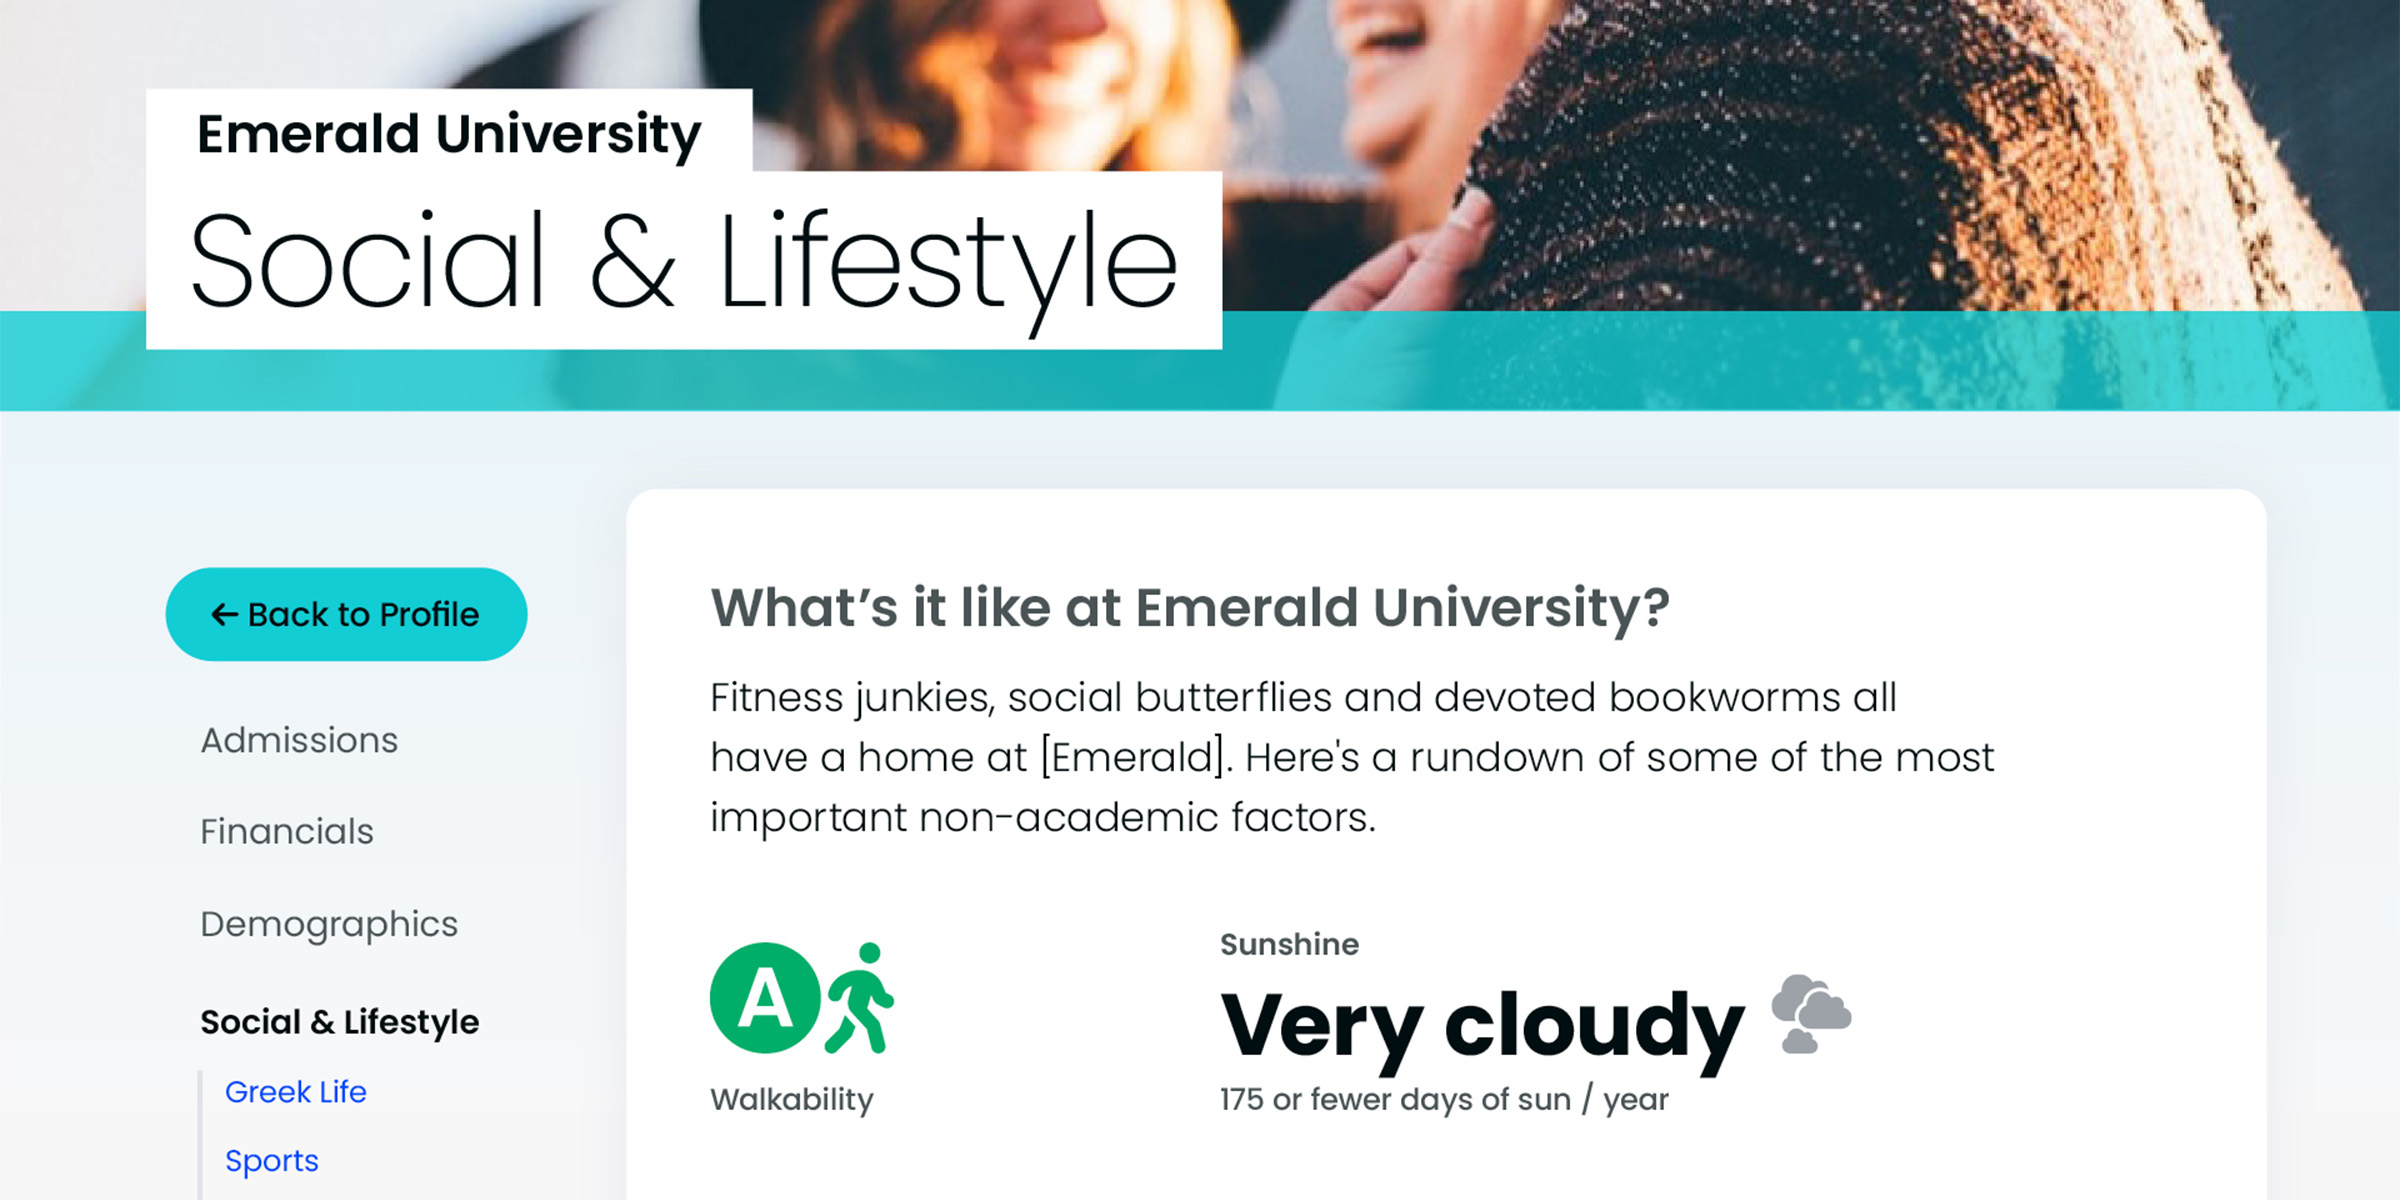 Emerald University
Social & Lifestyle
← Back to Profile
Admissions
Financials
Demographics
Social & Lifestyle
Greek Life
Sports
What’s it like at Emerald University?
Fitness junkies, social butterflies and devoted bookworms all
have a home at [Emerald]. Here's a rundown of some of the most
important non-academic factors.
A
Walkability
Sunshine
Very cloudy
175 or fewer days of sun / year